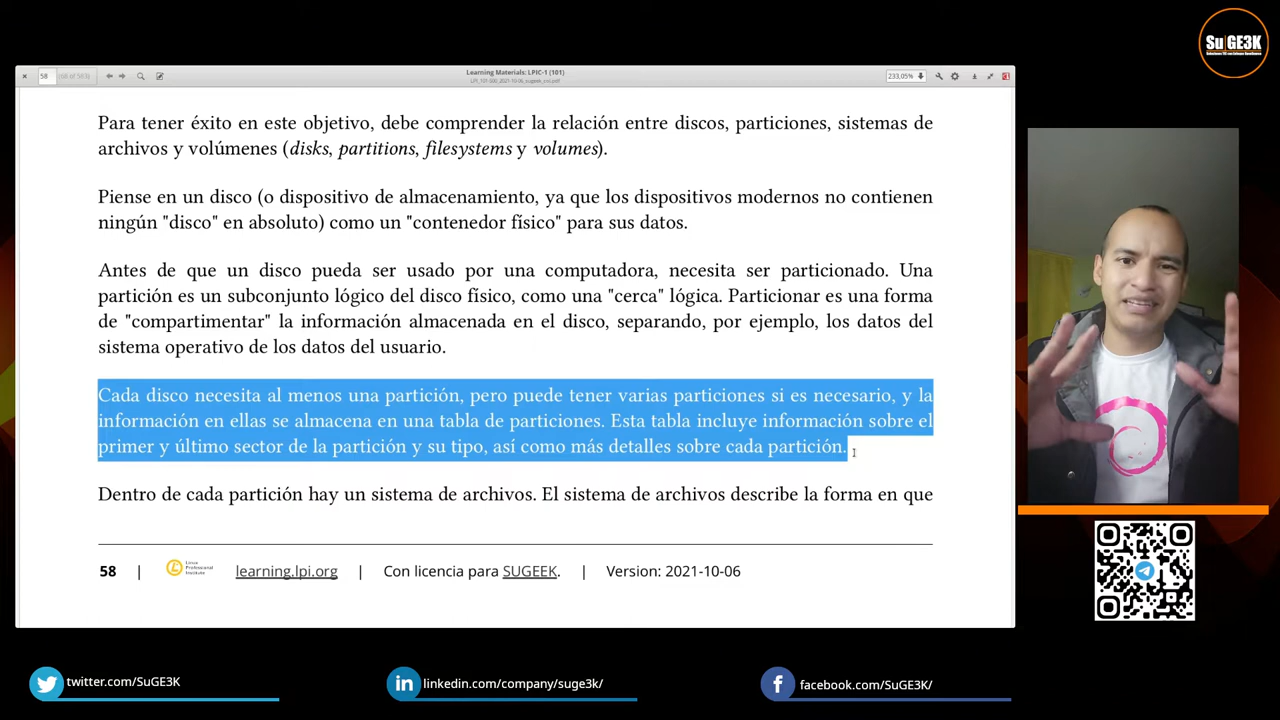 SuGE3K
58
(58 of 583)
Learning Materials: LPIC-1 (101)
233,05%
Para tener éxito en este objetivo, debe comprender la relación entre discos, particiones, sistemas de
archivos y volúmenes (disks, partitions, filesystems y volumes).
Piense en un disco (o dispositivo de almacenamiento, ya que los dispositivos modernos no contienen
ningún "disco" en absoluto) como un "contenedor físico" para sus datos.
Antes de que un disco pueda ser usado por una computadora, necesita ser particionado. Una
partición es un subconjunto lógico del disco físico, como una "cerca" lógica. Particionar es una forma
de "compartimentar" la información almacenada en el disco, separando, por ejemplo, los datos del
sistema operativo de los datos del usuario.
Cada disco necesita al menos una partición, pero puede tener varias particiones si es necesario, y la
información en ellas se almacena en una tabla de particiones. Esta tabla incluye información sobre el
primer y último sector de la partición y su tipo, así como más detalles sobre cada partición.
Dentro de cada partición hay un sistema de archivos. El sistema de archivos describe la forma en que
58 | Linux Professional Institute learning.lpi.org | Con licencia para SUGEEK. | Version: 2021-10-06
twitter.com/SuGE3K
linkedin.com/company/suge3k/
facebook.com/SuGE3K/